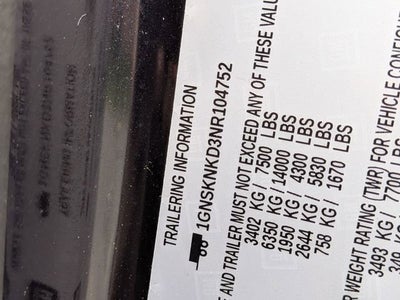 TRAILERING INFORMATION
1GNSKNKD3NR104752
E AND TRAILER MUST NOT EXCEED ANY OF THESE VALU
3402 KG / 7500 LBS
6350 KG / 14000 LBS
1950 KG / 4300 LBS
2644 KG / 5830 LBS
758 KG / 1670 LBS
R WEIGHT RATING (TWR) FOR VEHICLE CONFIG
3493 KG / 7700